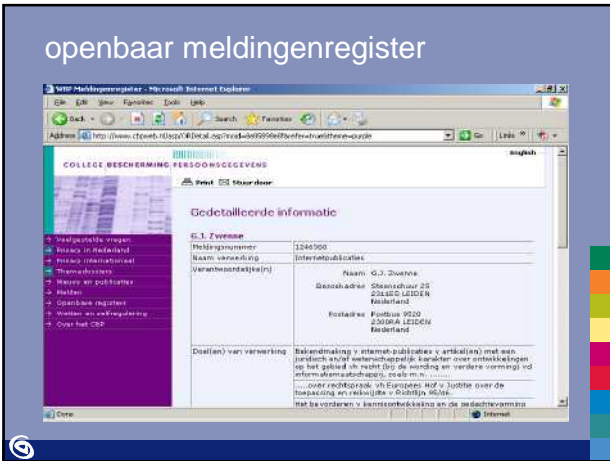 openbaar meldingenregister
WBP Meldingenregister - Microsoft Internet Explorer
File Edit View Favorites Tools Help
Back Search Favorites
Address Go Links
English
COLLEGE BESCHERMING PERSOONSGEGEVENS
Print Stuur door
Gedetailleerde informatie
G.J. Zwenne
Meldingsnummer 1246560
Naam verwerking Internetpublicaties
Verantwoordelijke(n)
Naam G.J. Zwenne
Bezoekadres Steenschuur 25
2311ES LEIDEN
Nederland
Postadres Postbus 9520
2300RA LEIDEN
Nederland
Veelgestelde vragen
Privacy in Nederland
Privacy internationaal
Themadossiers
Nieuws en publicaties
Melden
Openbare registers
Wetten en zelfregulering
Over het CBP
Doel(en) van verwerking Bekendmaking v internet-publicaties v artikel(en) met een
juridisch en/of wetenschappelijk karakter over ontwikkelingen
op het gebied vh recht (bij de wording en verdere vorming) vd
informatiemaatschappij, zoals m.n. ........
.....over rechtspraak vh Europees Hof v Justitie over de
toepassing en reikwijdte v Richtlijn 95/46.
Het bevorderen v kennisontwikkeling en de gedachtevorming
Done Internet